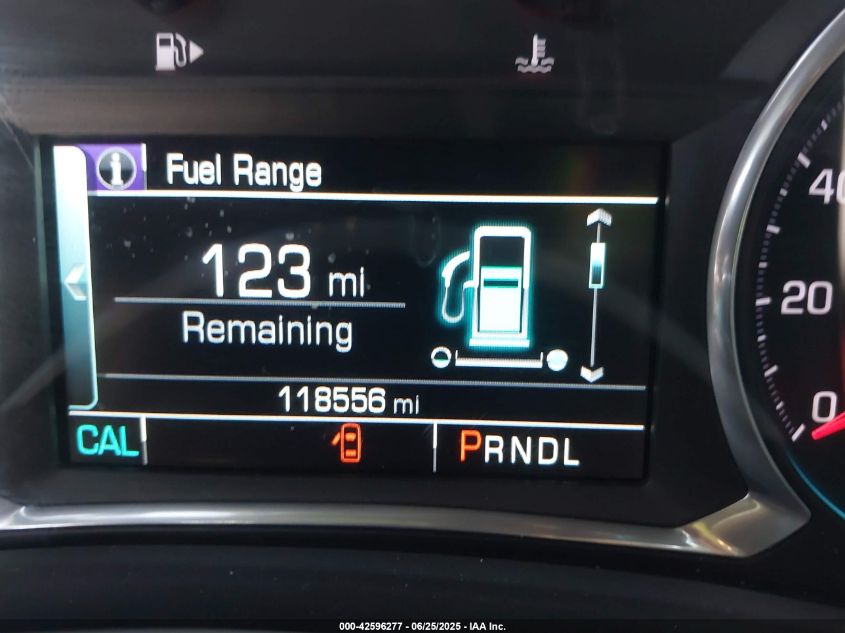 Fuel Range
123 mi
Remaining
118556 mi
CAL
PRNDL
40
20
0
000-42596277 - 06/25/2025 - IAA Inc.